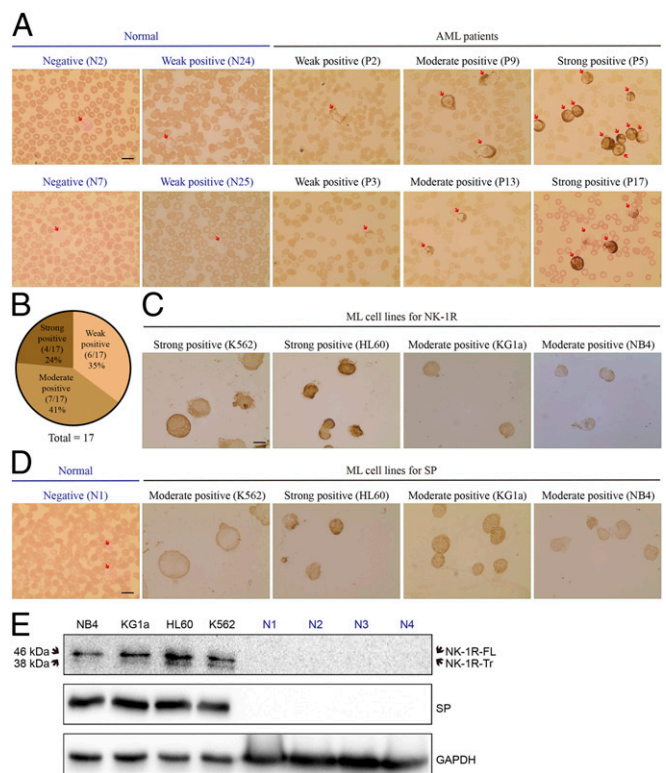 A
Normal
AML patients
Negative (N2)
Weak positive (N24)
Weak positive (P2)
Moderate positive (P9)
Strong positive (P5)
Negative (N7)
Weak positive (N25)
Weak positive (P3)
Moderate positive (P13)
Strong positive (P17)
B
Strong
positive
(4/17)
24%
Weak
positive
(6/17)
35%
Moderate
positive
(7/17)
41%
Total = 17
C
ML cell lines for NK-1R
Strong positive (K562)
Strong positive (HL60)
Moderate positive (KG1a)
Moderate positive (NB4)
D
Normal
ML cell lines for SP
Negative (N1)
Moderate positive (K562)
Strong positive (HL60)
Moderate positive (KG1a)
Moderate positive (NB4)
E
NB4 KG1a HL60 K562 N1 N2 N3 N4
46 kDa
38 kDa
NK-1R-FL
NK-1R-Tr
SP
GAPDH